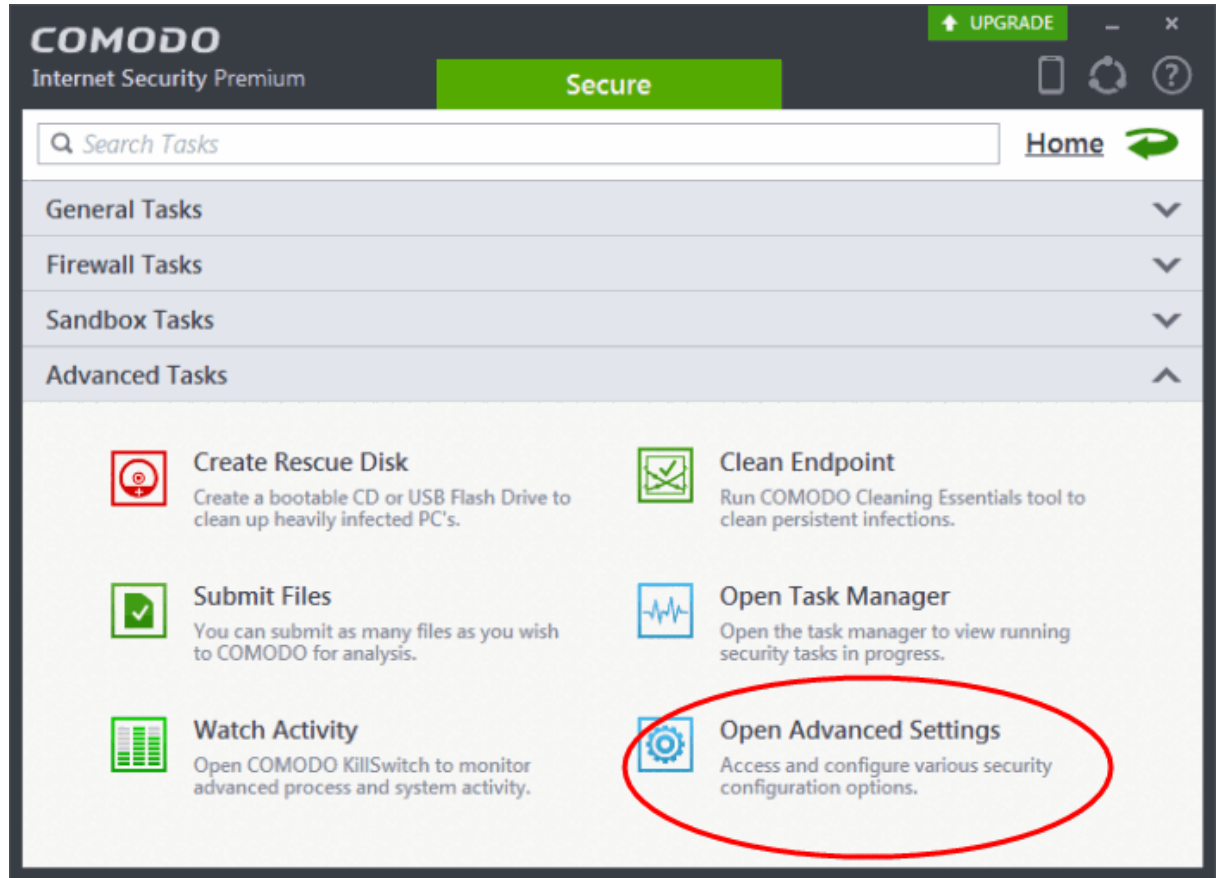 UPGRADE
COMODO
Internet Security Premium
Secure
Search Tasks
Home
General Tasks
Firewall Tasks
Sandbox Tasks
Advanced Tasks
Create Rescue Disk
Create a bootable CD or USB Flash Drive to
clean up heavily infected PC's.
Clean Endpoint
Run COMODO Cleaning Essentials tool to
clean persistent infections.
Submit Files
You can submit as many files as you wish
to COMODO for analysis.
Open Task Manager
Open the task manager to view running
security tasks in progress.
Watch Activity
Open COMODO KillSwitch to monitor
advanced process and system activity.
Open Advanced Settings
Access and configure various security
configuration options.